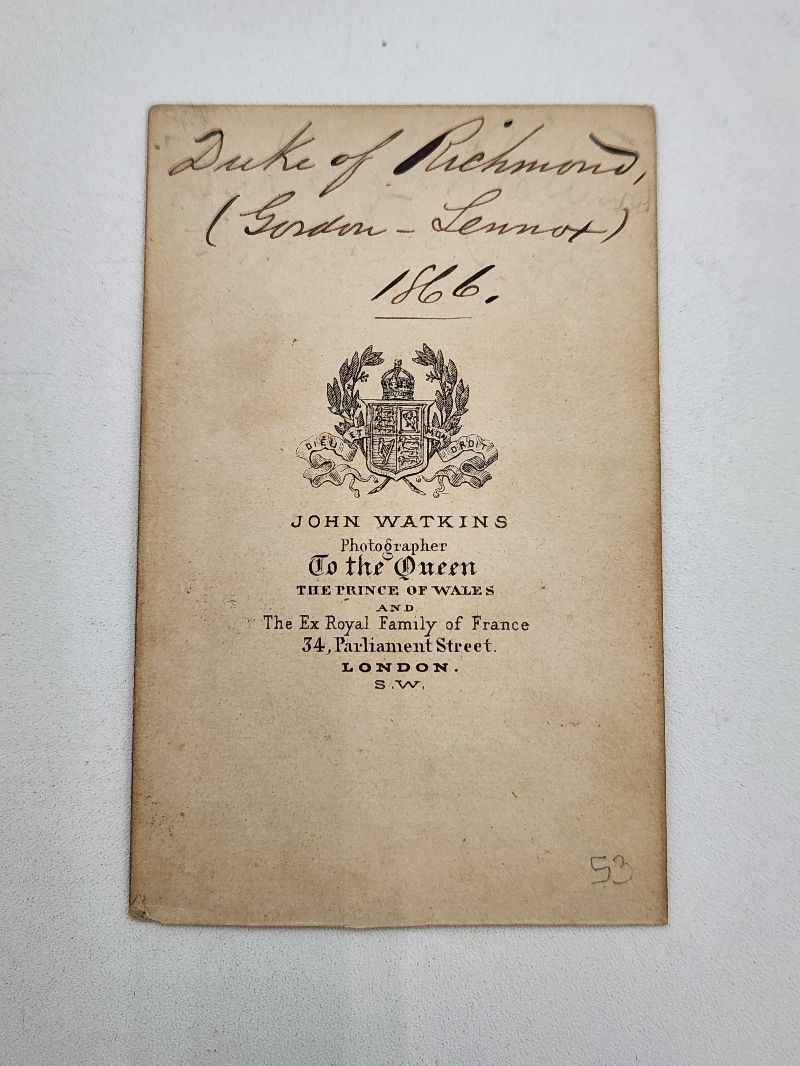 Duke of Richmond,
(Gordon - Lennox)
1866.
DIEU ET MON DROIT
JOHN WATKINS
Photographer
To the Queen
THE PRINCE OF WALES
AND
The Ex Royal Family of France
34, Parliament Street.
LONDON.
S.W.
53